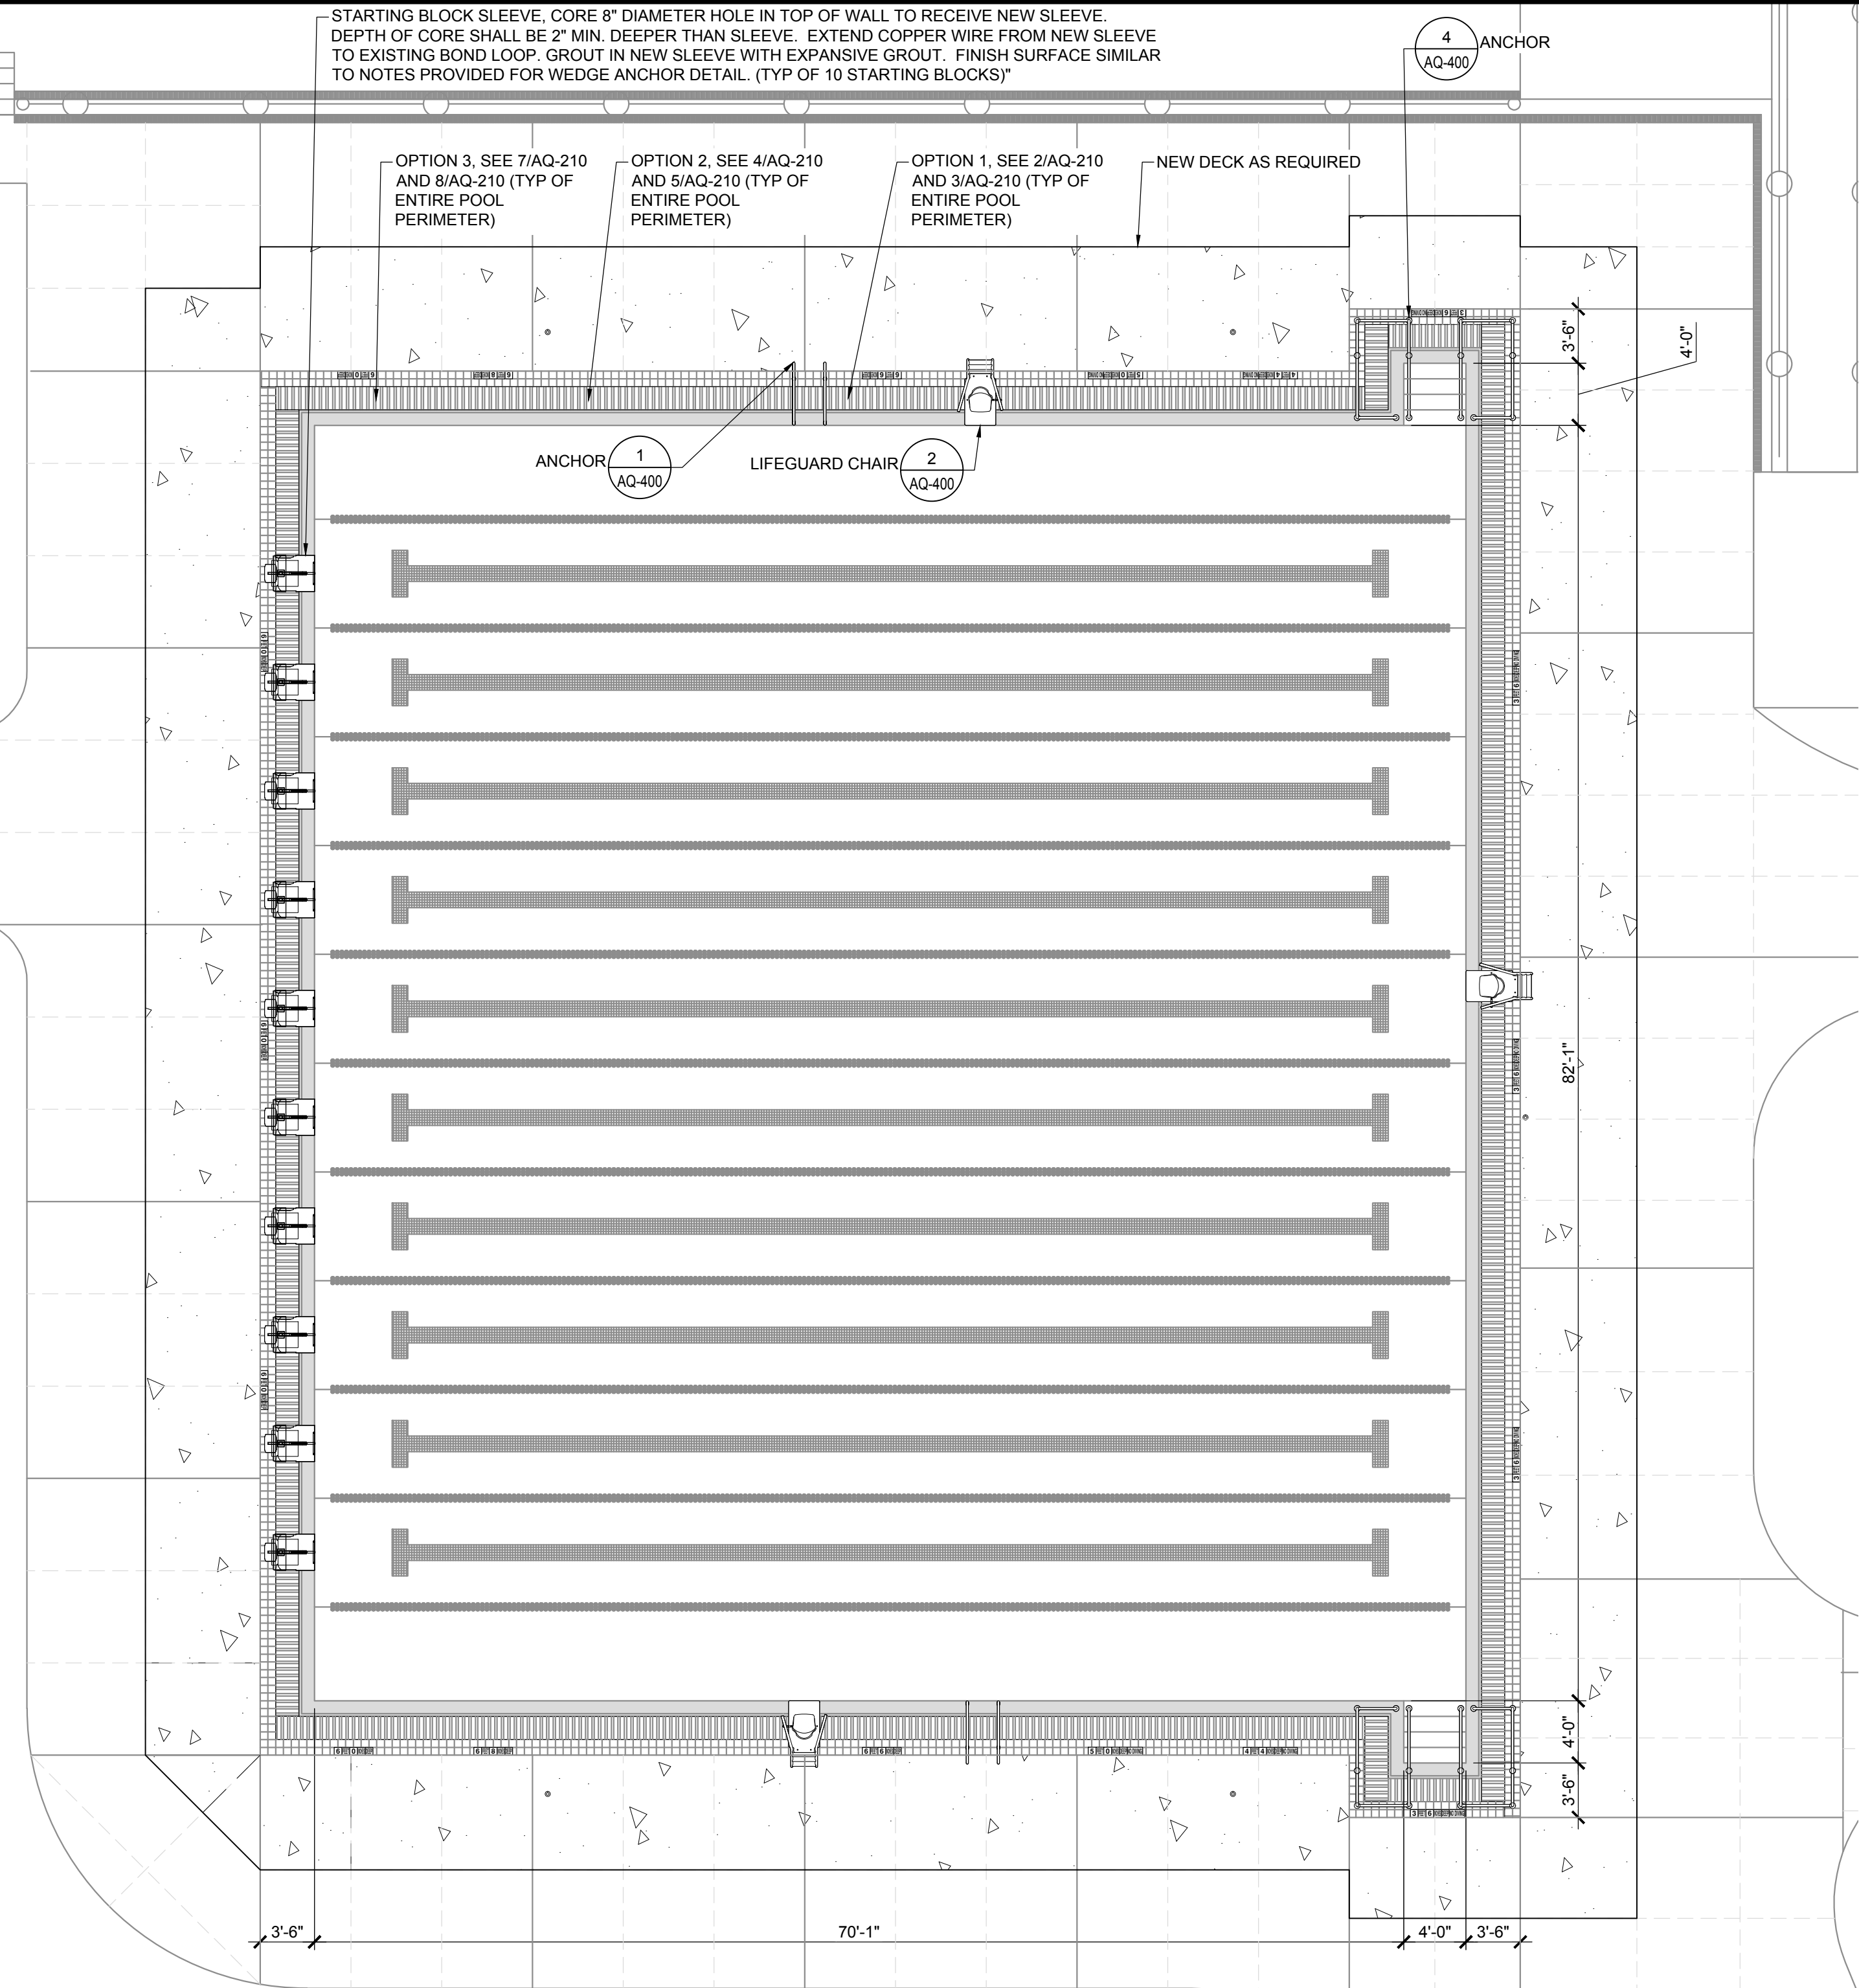 STARTING BLOCK SLEEVE, CORE 8" DIAMETER HOLE IN TOP OF WALL TO RECEIVE NEW SLEEVE.
DEPTH OF CORE SHALL BE 2" MIN. DEEPER THAN SLEEVE. EXTEND COPPER WIRE FROM NEW SLEEVE
TO EXISTING BOND LOOP. GROUT IN NEW SLEEVE WITH EXPANSIVE GROUT. FINISH SURFACE SIMILAR
TO NOTES PROVIDED FOR WEDGE ANCHOR DETAIL. (TYP OF 10 STARTING BLOCKS)"
4
AQ-400
ANCHOR
OPTION 3, SEE 7/AQ-210
AND 8/AQ-210 (TYP OF
ENTIRE POOL
PERIMETER)
OPTION 2, SEE 4/AQ-210
AND 5/AQ-210 (TYP OF
ENTIRE POOL
PERIMETER)
OPTION 1, SEE 2/AQ-210
AND 3/AQ-210 (TYP OF
ENTIRE POOL
PERIMETER)
NEW DECK AS REQUIRED
3'-6"
4'-0"
ANCHOR
1
AQ-400
LIFEGUARD CHAIR
2
AQ-400
82'-1"
4'-0"
3'-6"
3'-6"
70'-1"
4'-0"
3'-6"